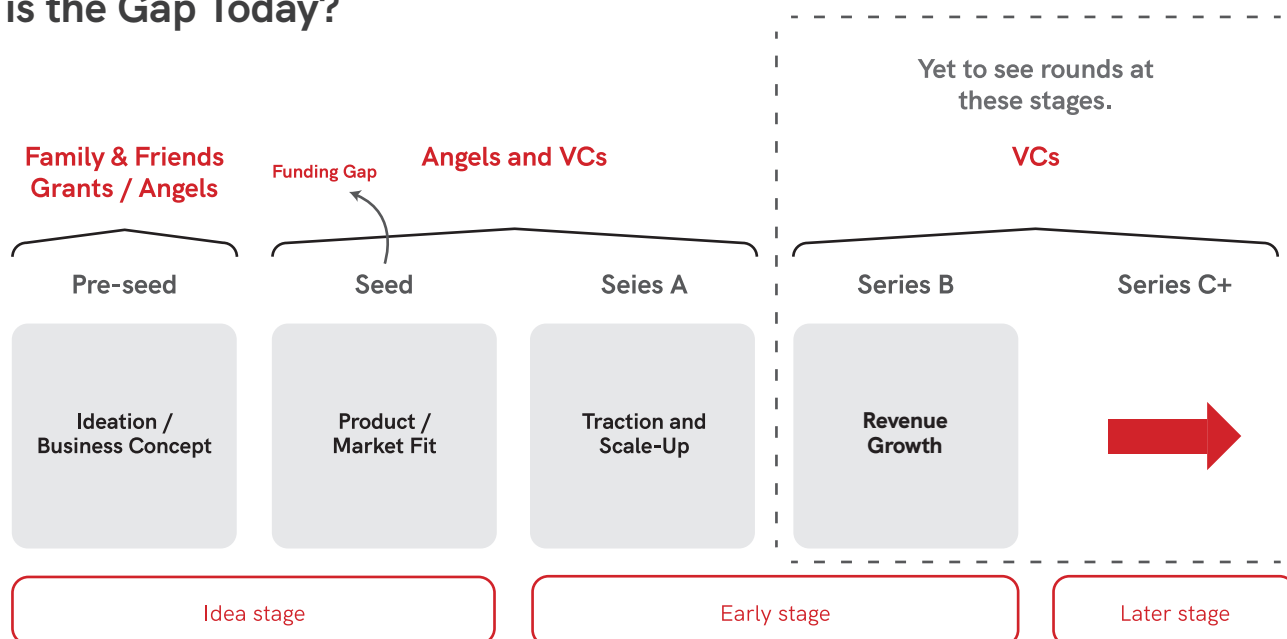 is the Gap Today?
Yet to see rounds at
these stages.
Family & Friends
Grants / Angels
Funding Gap
Angels and VCs
VCs
Pre-seed
Seed
Seies A
Series B
Series C+
Ideation /
Business Concept
Product /
Market Fit
Traction and
Scale-Up
Revenue
Growth
Idea stage
Early stage
Later stage